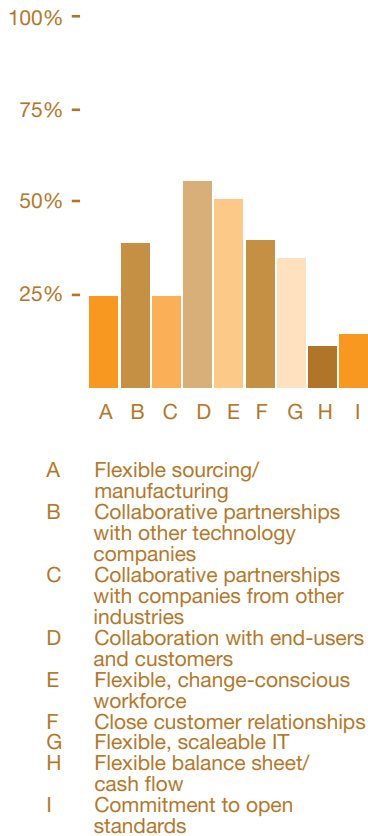 100%
75%
50%
25%
A B C D E F G H I
A Flexible sourcing/
manufacturing
B Collaborative partnerships
with other technology
companies
C Collaborative partnerships
with companies from other
industries
D Collaboration with end-users
and customers
E Flexible, change-conscious
workforce
F Close customer relationships
G Flexible, scaleable IT
H Flexible balance sheet/
cash flow
I Commitment to open
standards